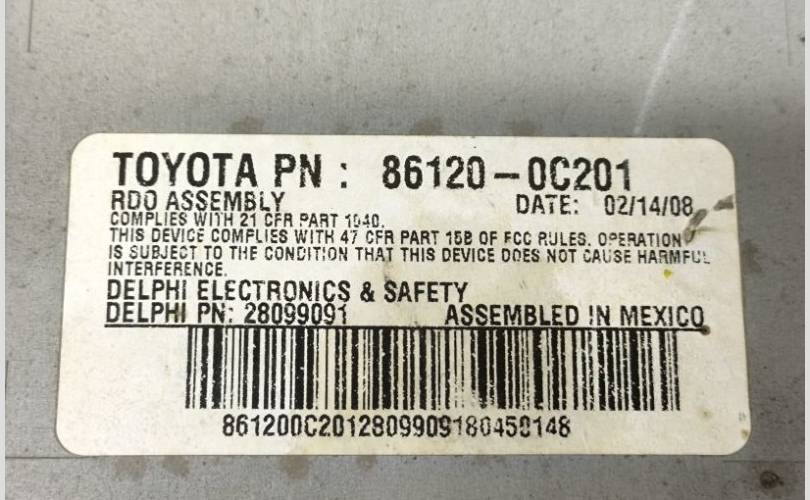 TOYOTA PN : 86120-0C201
RDO ASSEMBLY DATE: 02/14/08
COMPLIES WITH 21 CFR PART 1040.
THIS DEVICE COMPLIES WITH 47 CFR PART 15B OF FCC RULES. OPERATION
IS SUBJECT TO THE CONDITION THAT THIS DEVICE DOES NOT CAUSE HARMFUL
INTERFERENCE.
DELPHI ELECTRONICS & SAFETY
DELPHI PN: 28099091 ASSEMBLED IN MEXICO
861200C2012809909180450148